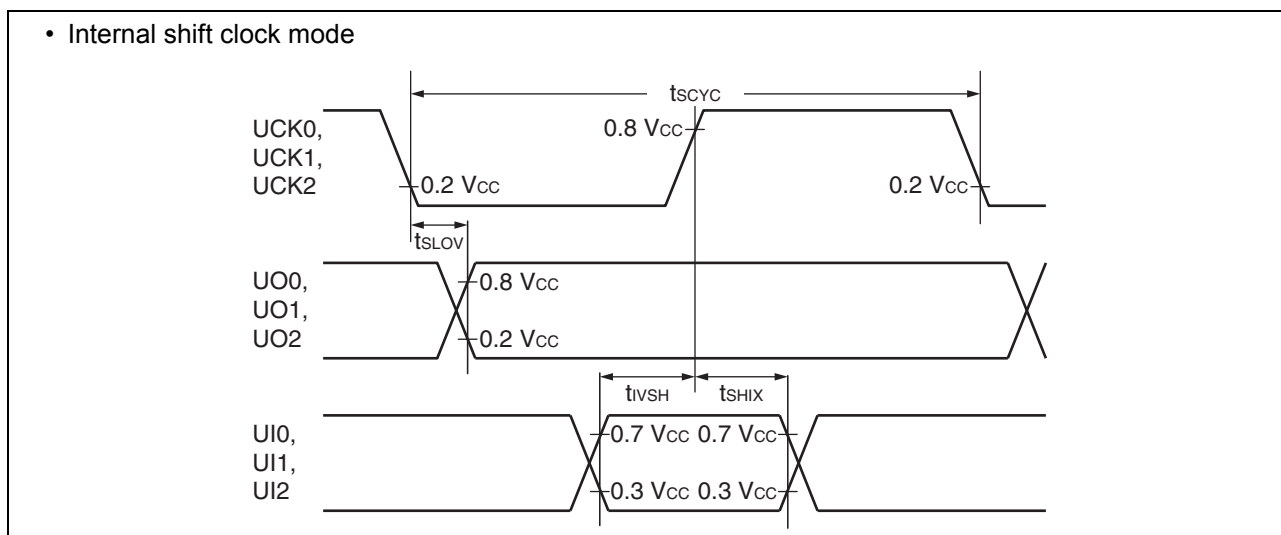 • Internal shift clock mode
tSCYC
UCK0,
UCK1,
UCK2
0.8 VCC
0.2 VCC
0.2 VCC
tSLOV
UO0,
UO1,
UO2
0.8 VCC
0.2 VCC
tIVSH
tSHIX
UI0,
UI1,
UI2
0.7 VCC 0.7 VCC
0.3 VCC 0.3 VCC